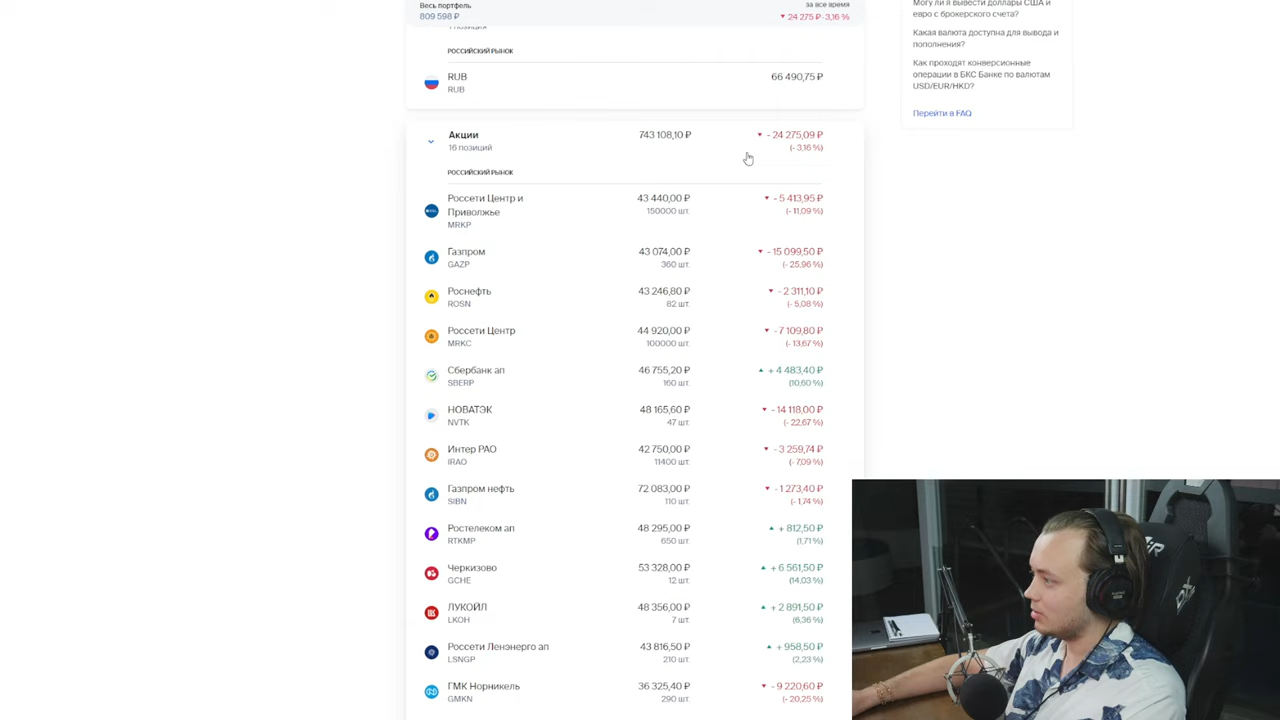 Весь портфель
за все время
809 598 ₽
24 275 ₽·3,16 %
1 позиция
РОССИЙСКИЙ РЫНОК
RUB
66 490,75 ₽
RUB
Акции
743 108,10 ₽
- 24 275,09 ₽
16 позиций
(- 3,16 %)
РОССИЙСКИЙ РЫНОК
Россети Центр и
43 440,00 ₽
- 5 413,95 ₽
Приволжье
150000 шт.
(- 11,09 %)
MRKP
Газпром
43 074,00 ₽
- 15 099,50 ₽
GAZP
360 шт.
(- 25,96 %)
Роснефть
43 246,80 ₽
- 2 311,10 ₽
ROSN
82 шт.
(- 5,08 %)
Россети Центр
44 920,00 ₽
- 7 109,80 ₽
MRKC
100000 шт.
(- 13,67 %)
Сбербанк ап
46 755,20 ₽
+ 4 483,40 ₽
SBERP
160 шт.
(10,60 %)
НОВАТЭК
48 165,60 ₽
- 14 118,00 ₽
NVTK
47 шт.
(- 22,67 %)
Интер РАО
42 750,00 ₽
- 3 259,74 ₽
IRAO
11400 шт.
(- 7,09 %)
Газпром нефть
72 083,00 ₽
- 1 273,40 ₽
SIBN
110 шт.
(- 1,74 %)
Ростелеком ап
48 295,00 ₽
+ 812,50 ₽
RTKMP
650 шт.
(1,71 %)
Черкизово
53 328,00 ₽
+ 6 561,50 ₽
GCHE
12 шт.
(14,03 %)
ЛУКОЙЛ
48 356,00 ₽
+ 2 891,50 ₽
LKOH
7 шт.
(6,36 %)
Россети Ленэнерго ап
43 816,50 ₽
+ 958,50 ₽
LSNGP
210 шт.
(2,23 %)
ГМК Норникель
36 325,40 ₽
- 9 220,60 ₽
GMKN
290 шт.
(- 20,25 %)
Могу ли я вывести доллары США и
евро с брокерского счета?
Какая валюта доступна для вывода и
пополнения?
Как проходят конверсионные
операции в БКС Банке по валютам
USD/EUR/HKD?
Перейти в FAQ